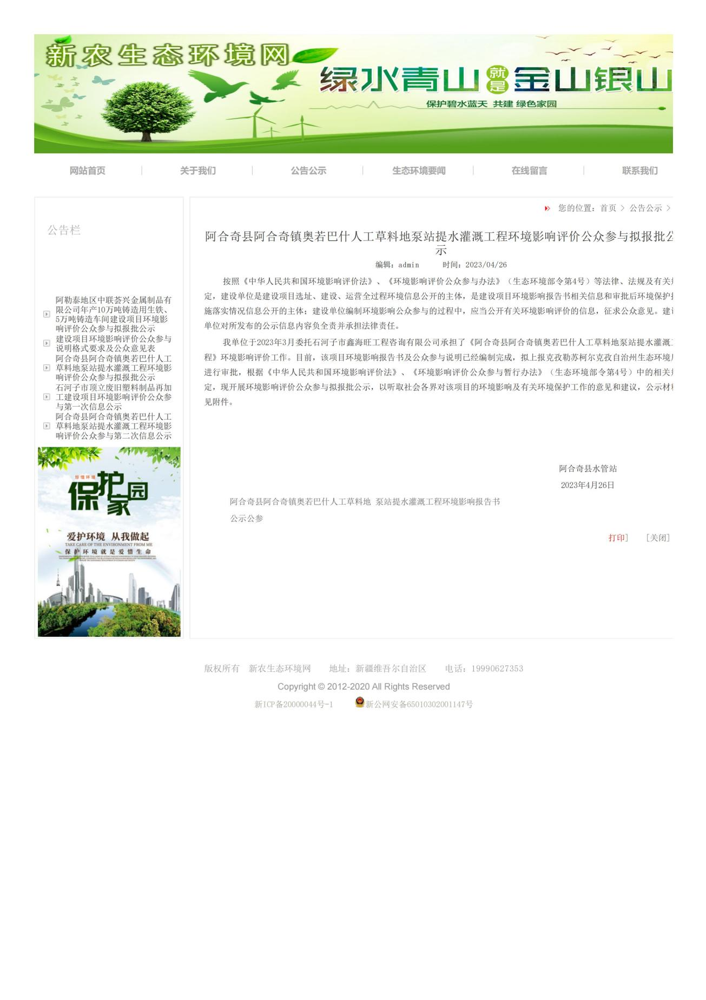 新农生态环境网
绿水青山就是金山银山
保护碧水蓝天 共建 绿色家园
网站首页
关于我们
公告公示
生态环境要闻
在线留言
联系我们
公告栏
阿勒泰地区中联荟兴金属制品有
限公司年产10万吨铸造用生铁、
5万吨铸造车间建设项目环境影
响评价公众参与拟报批公示
建设项目环境影响评价公众参与
说明格式要求及公众意见表
阿合奇县阿合奇镇奥若巴什人工
草料地泵站提水灌溉工程环境影
响评价公众参与拟报批公示
石河子市顶立废旧塑料制品再加
工建设项目环境影响评价公众参
与第一次信息公示
阿合奇县阿合奇镇奥若巴什人工
草料地泵站提水灌溉工程环境影
响评价公众参与第二次信息公示
珍惜环境
保护家园
爱护环境 从我做起
TAKE CARE OF THE ENVIRONMENT FROM ME
保护环境就是爱惜生命
您的位置：首页 > 公告公示 >
阿合奇县阿合奇镇奥若巴什人工草料地泵站提水灌溉工程环境影响评价公众参与拟报批公
示
编辑：admin 时间：2023/04/26
按照《中华人民共和国环境影响评价法》、《环境影响评价公众参与办法》（生态环境部令第4号）等法律、法规及有关规
定，建设单位是建设项目选址、建设、运营全过程环境信息公开的主体，是建设项目环境影响报告书相关信息和审批后环境保护措
施落实情况信息公开的主体；建设单位编制环境影响公众参与的过程中，应当公开有关环境影响评价的信息，征求公众意见。建设
单位对所发布的公示信息内容负全责并承担法律责任。
我单位于2023年3月委托石河子市鑫海旺工程咨询有限公司承担了《阿合奇县阿合奇镇奥若巴什人工草料地泵站提水灌溉工
程》环境影响评价工作。目前，该项目环境影响报告书及公众参与说明已经编制完成，拟上报克孜勒苏柯尔克孜自治州生态环境局
进行审批，根据《中华人民共和国环境影响评价法》、《环境影响评价公众参与暂行办法》（生态环境部令第4号）中的相关规
定，现开展环境影响评价公众参与拟报批公示，以听取社会各界对该项目的环境影响及有关环境保护工作的意见和建议，公示材料
见附件。
阿合奇县水管站
2023年4月26日
阿合奇县阿合奇镇奥若巴什人工草料地 泵站提水灌溉工程环境影响报告书
公示公参
打印] [关闭]
版权所有 新农生态环境网 地址：新疆维吾尔自治区 电话：19990627353
Copyright © 2012-2020 All Rights Reserved
新ICP备20000044号-1 新公网安备65010302001147号